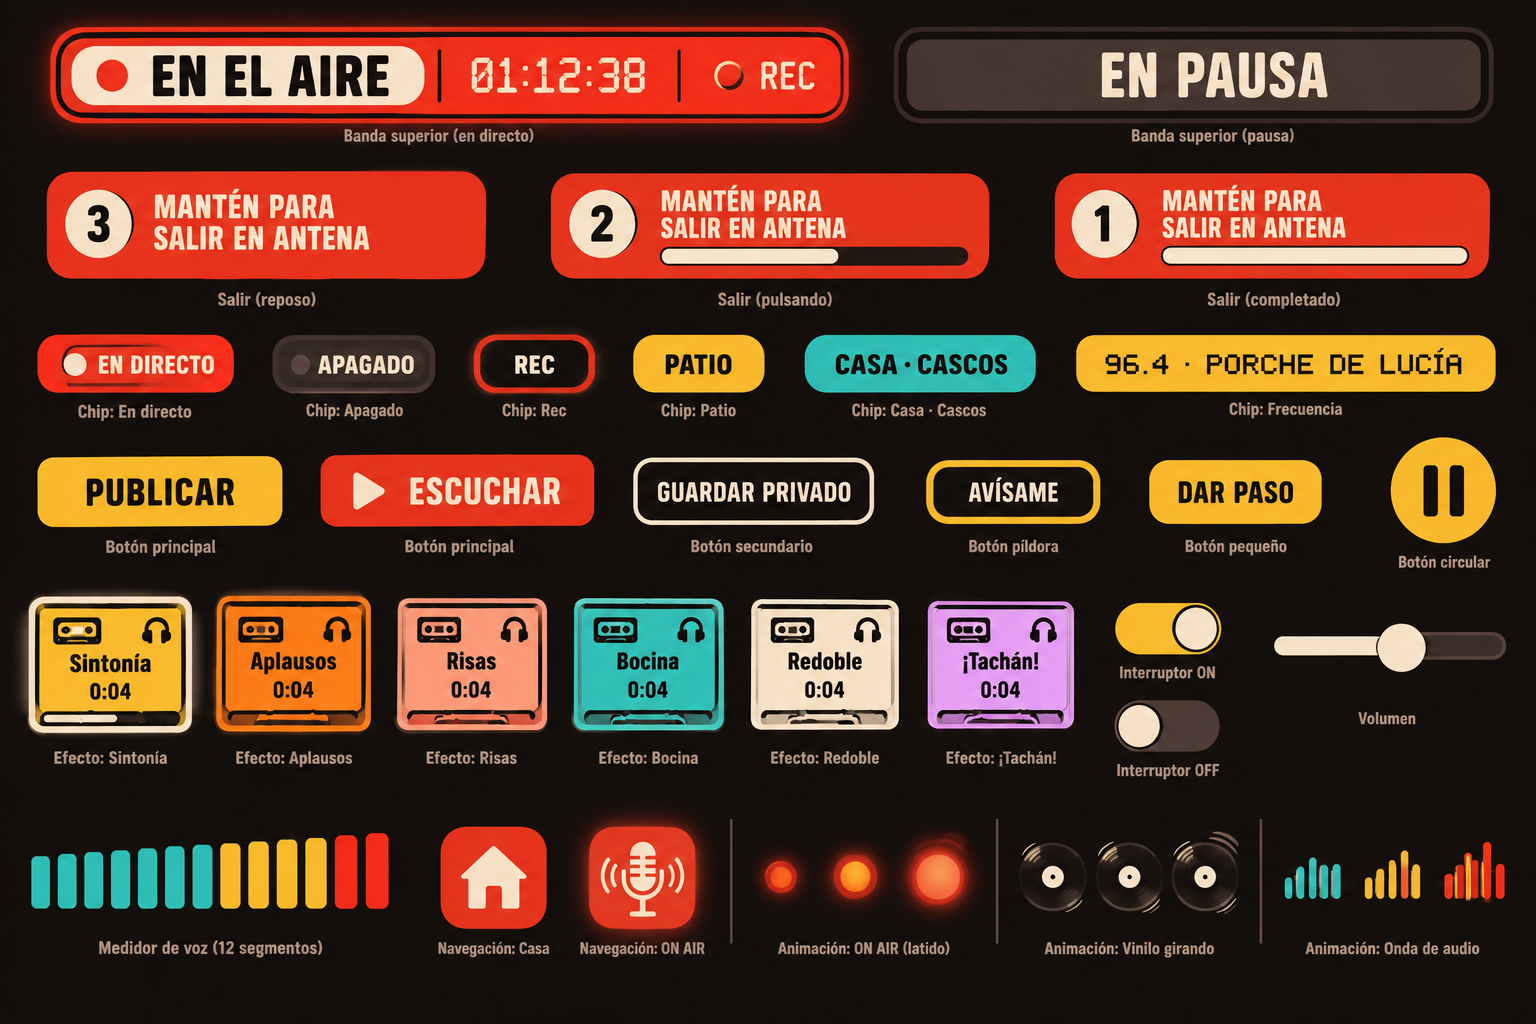 EN EL AIRE
01:12:38
REC
EN PAUSA
Banda superior (en directo)
Banda superior (pausa)
3
MANTÉN PARA
SALIR EN ANTENA
2
MANTÉN PARA
SALIR EN ANTENA
1
MANTÉN PARA
SALIR EN ANTENA
Salir (reposo)
Salir (pulsando)
Salir (completado)
EN DIRECTO
APAGADO
REC
PATIO
CASA · CASCOS
96.4 · PORCHE DE LUCÍA
Chip: En directo
Chip: Apagado
Chip: Rec
Chip: Patio
Chip: Casa · Cascos
Chip: Frecuencia
PUBLICAR
ESCUCHAR
GUARDAR PRIVADO
AVÍSAME
DAR PASO
Botón principal
Botón principal
Botón secundario
Botón píldora
Botón pequeño
Botón circular
Sintonía
0:04
Aplausos
0:04
Risas
0:04
Bocina
0:04
Redoble
0:04
¡Tachán!
0:04
Interruptor ON
Volumen
Efecto: Sintonía
Efecto: Aplausos
Efecto: Risas
Efecto: Bocina
Efecto: Redoble
Efecto: ¡Tachán!
Interruptor OFF
Medidor de voz (12 segmentos)
Navegación: Casa
Navegación: ON AIR
Animación: ON AIR (latido)
Animación: Vinilo girando
Animación: Onda de audio